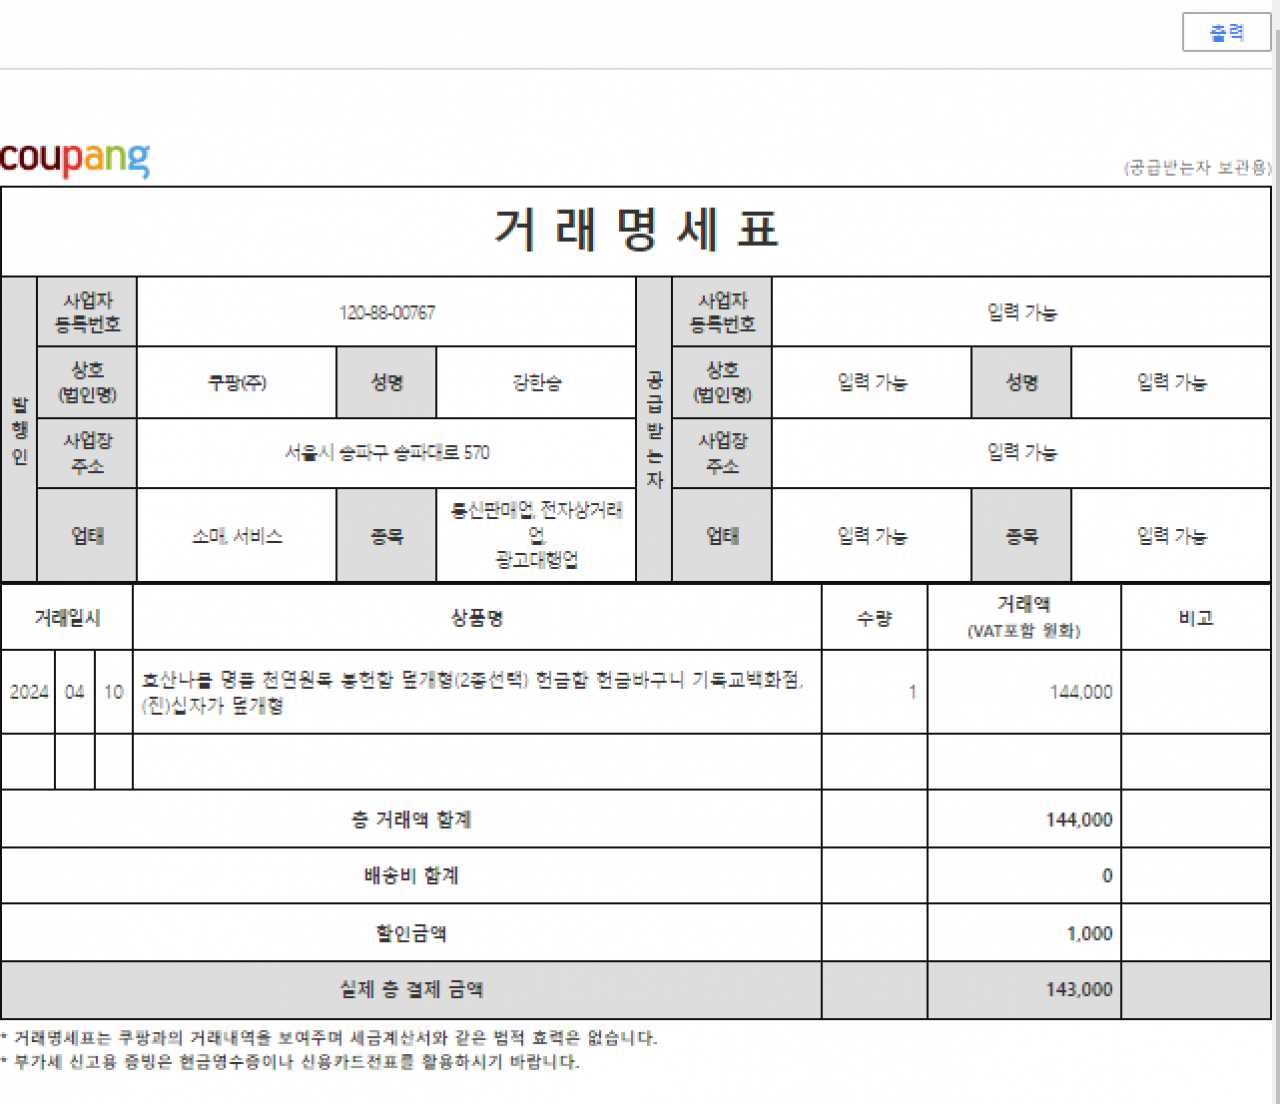 출력
coupang
(공급받는자 보관용)
거래명세표
발행인
사업자
등록번호
120-88-00767
상호
(법인명)
쿠팡(주)
성명
강한승
사업장
주소
서울시 송파구 송파대로 570
업태
소매, 서비스
종목
통신판매업, 전자상거래
업,
광고대행업
공급받는자
사업자
등록번호
입력 가능
상호
(법인명)
입력 가능
성명
입력 가능
사업장
주소
입력 가능
업태
입력 가능
종목
입력 가능
거래일시 상품명 수량 거래액 비고
(VAT포함 원화)
2024 04 10 호산나몰 명품 천연원목 봉헌함 덮개형(2종선택) 헌금함 헌금바구니 기독교백화점, 1 144,000
(진)십자가 덮개형
총 거래액 합계 144,000
배송비 합계 0
할인금액 1,000
실제 총 결제 금액 143,000
* 거래명세표는 쿠팡과의 거래내역을 보여주며 세금계산서와 같은 법적 효력은 없습니다.
* 부가세 신고용 증빙은 현금영수증이나 신용카드전표를 활용하시기 바랍니다.